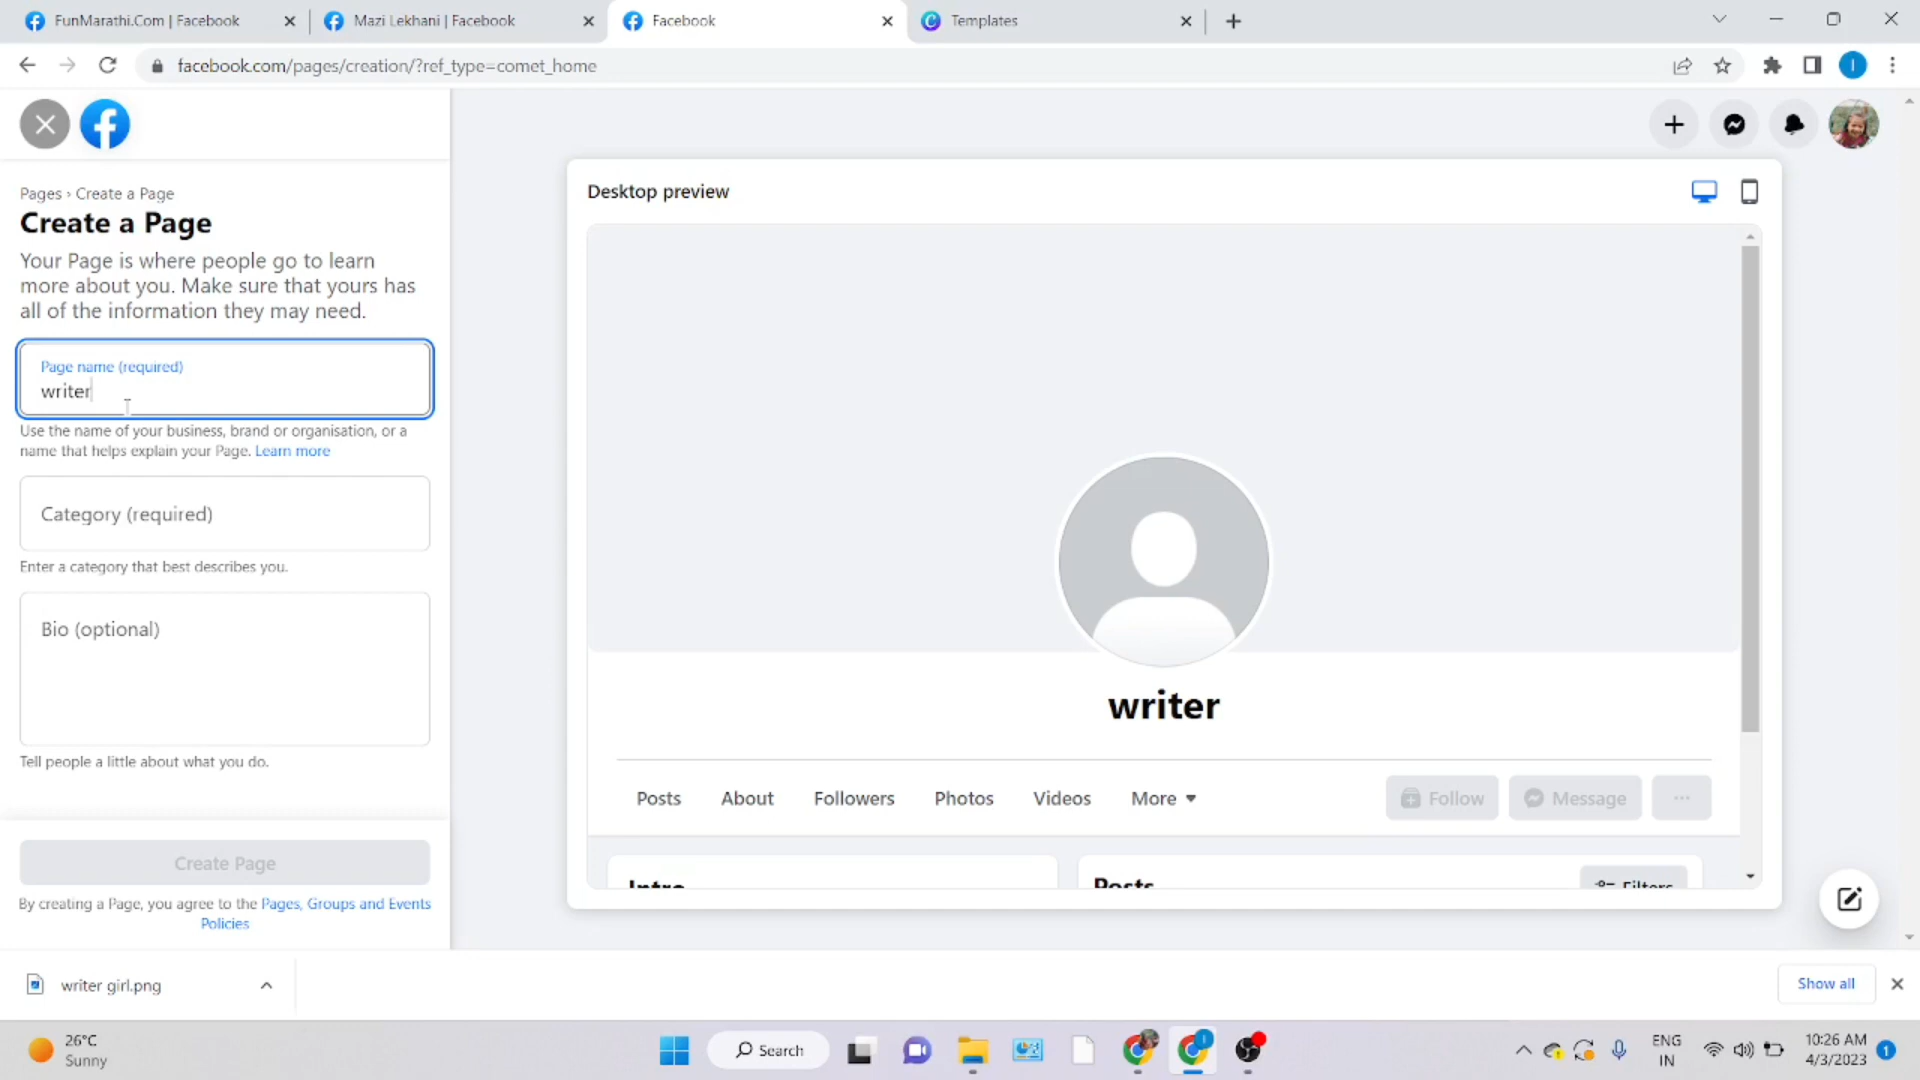 FunMarathi.Com | Facebook
Mazi Lekhani | Facebook
Facebook
Templates
facebook.com/pages/creation/?ref_type=comet_home
I
Pages › Create a Page
Create a Page
Your Page is where people go to learn
more about you. Make sure that yours has
all of the information they may need.
Page name (required)
writer
Use the name of your business, brand or organisation, or a
name that helps explain your Page. Learn more
Category (required)
Enter a category that best describes you.
Bio (optional)
Tell people a little about what you do.
Create Page
By creating a Page, you agree to the Pages, Groups and Events
Policies
Desktop preview
writer
Posts
About
Followers
Photos
Videos
More
Follow
Message
Intro
Posts
Filters
writer girl.png
Show all
26°C
Sunny
Search
ENG
IN
10:26 AM
4/3/2023
1